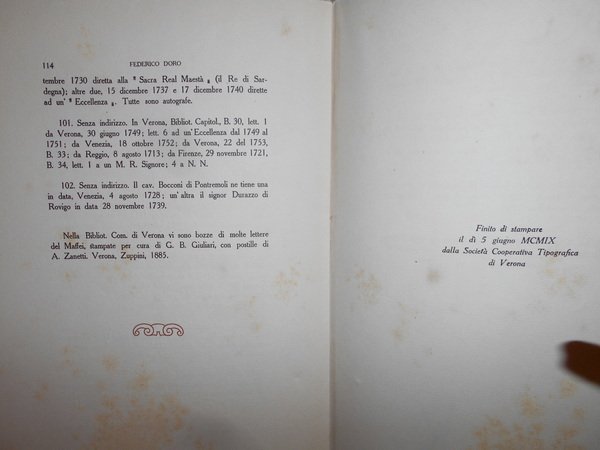 114 FEDERICO DORO
tembre 1730 diretta alla " Sacra Real Maestà „ (il Re di Sar-
degna); altre due, 15 dicembre 1737 e 17 dicembre 1740 dirette
ad un' " Eccellenza „. Tutte sono autografe.
101. Senza indirizzo. In Verona, Bibliot. Capitol., B. 30, lett. 1
da Verona, 30 giugno 1749; lett. 6 ad un'Eccellenza dal 1749 al
1751; da Venezia, 18 ottobre 1752; da Verona, 22 del 1753,
B. 33; da Reggio, 8 agosto 1713; da Firenze, 29 novembre 1721,
B. 34, lett. 1 a un M. R. Signore; 4 a N. N.
102. Senza indirizzo. Il cav. Bocconi di Pontremoli ne tiene una
in data, Venezia, 4 agosto 1728; un'altra il signor Durazzo di
Rovigo in data 28 novembre 1739.
Nella Bibliot. Com. di Verona vi sono bozze di molte lettere
del Maffei, stampate per cura di G. B. Giuliari, con postille di
A. Zanetti. Verona, Zuppini, 1885.
Finito di stampare
il dì 5 giugno MCMIX
dalla Società Cooperativa Tipografica
di Verona